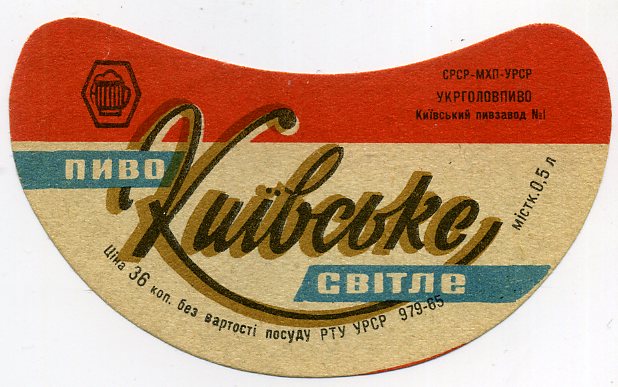 СРСР-МХП-УРСР
УКРГОЛОВПИВО
Київський пивзавод №1
ПИВО
Київське
СВІТЛЕ
МІСТК. 0,5 л
Ціна 36 коп. без вартості посуду РТУ УРСР 979-65